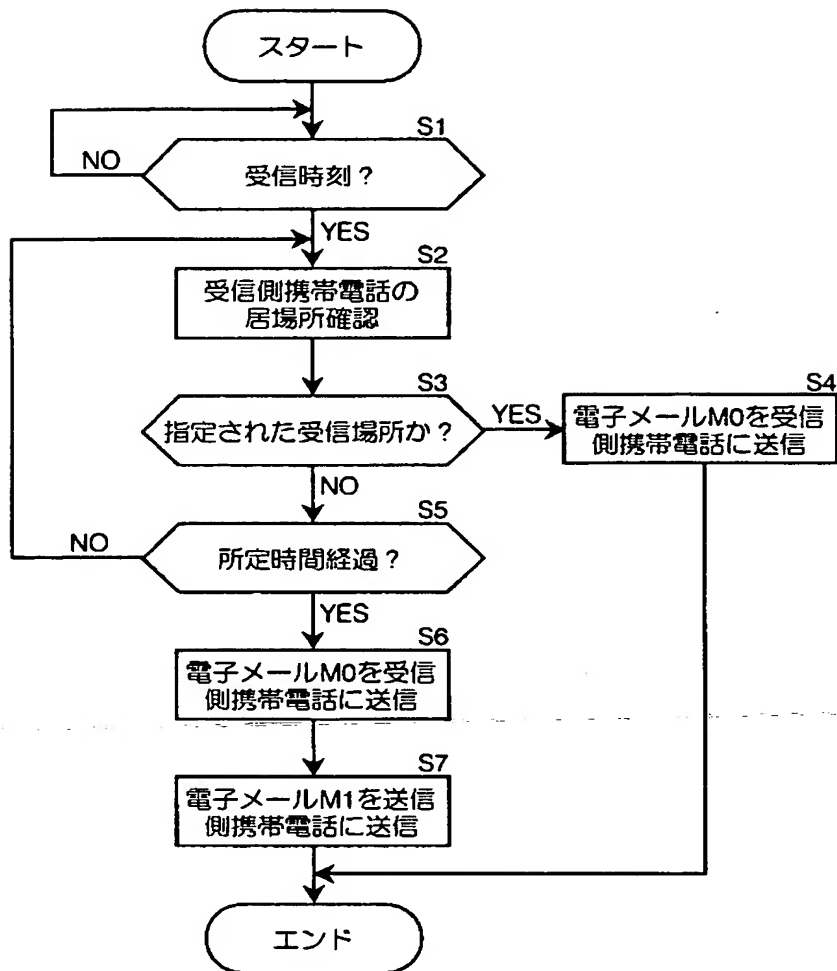 スタート
S1
NO
受信時刻？
YES
S2
受信側携帯電話の
居場所確認
S3
S4
指定された受信場所か？
YES
電子メールM0を受信
側携帯電話に送信
NO
S5
NO
所定時間経過？
YES
S6
電子メールM0を受信
側携帯電話に送信
S7
電子メールM1を送信
側携帯電話に送信
エンド